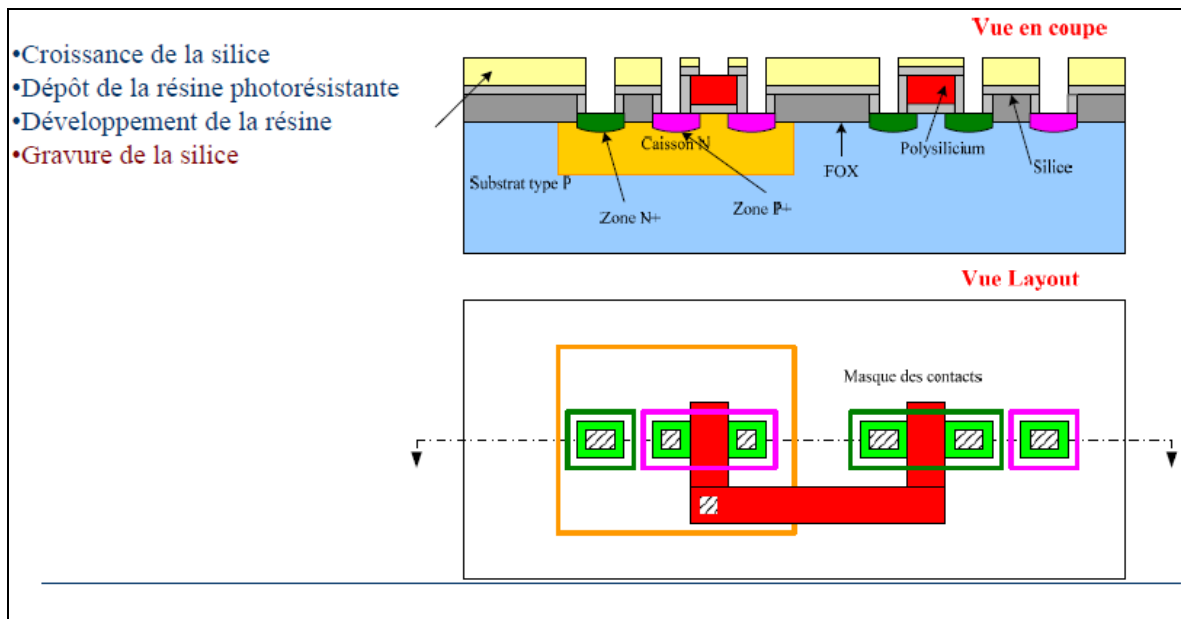 •Croissance de la silice
•Dépôt de la résine photorésistante
•Développement de la résine
•Gravure de la silice
Vue en coupe
Caisson N
Polysilicium
FOX
Silice
Substrat type P
Zone N+
Zone P+
Vue Layout
Masque des contacts